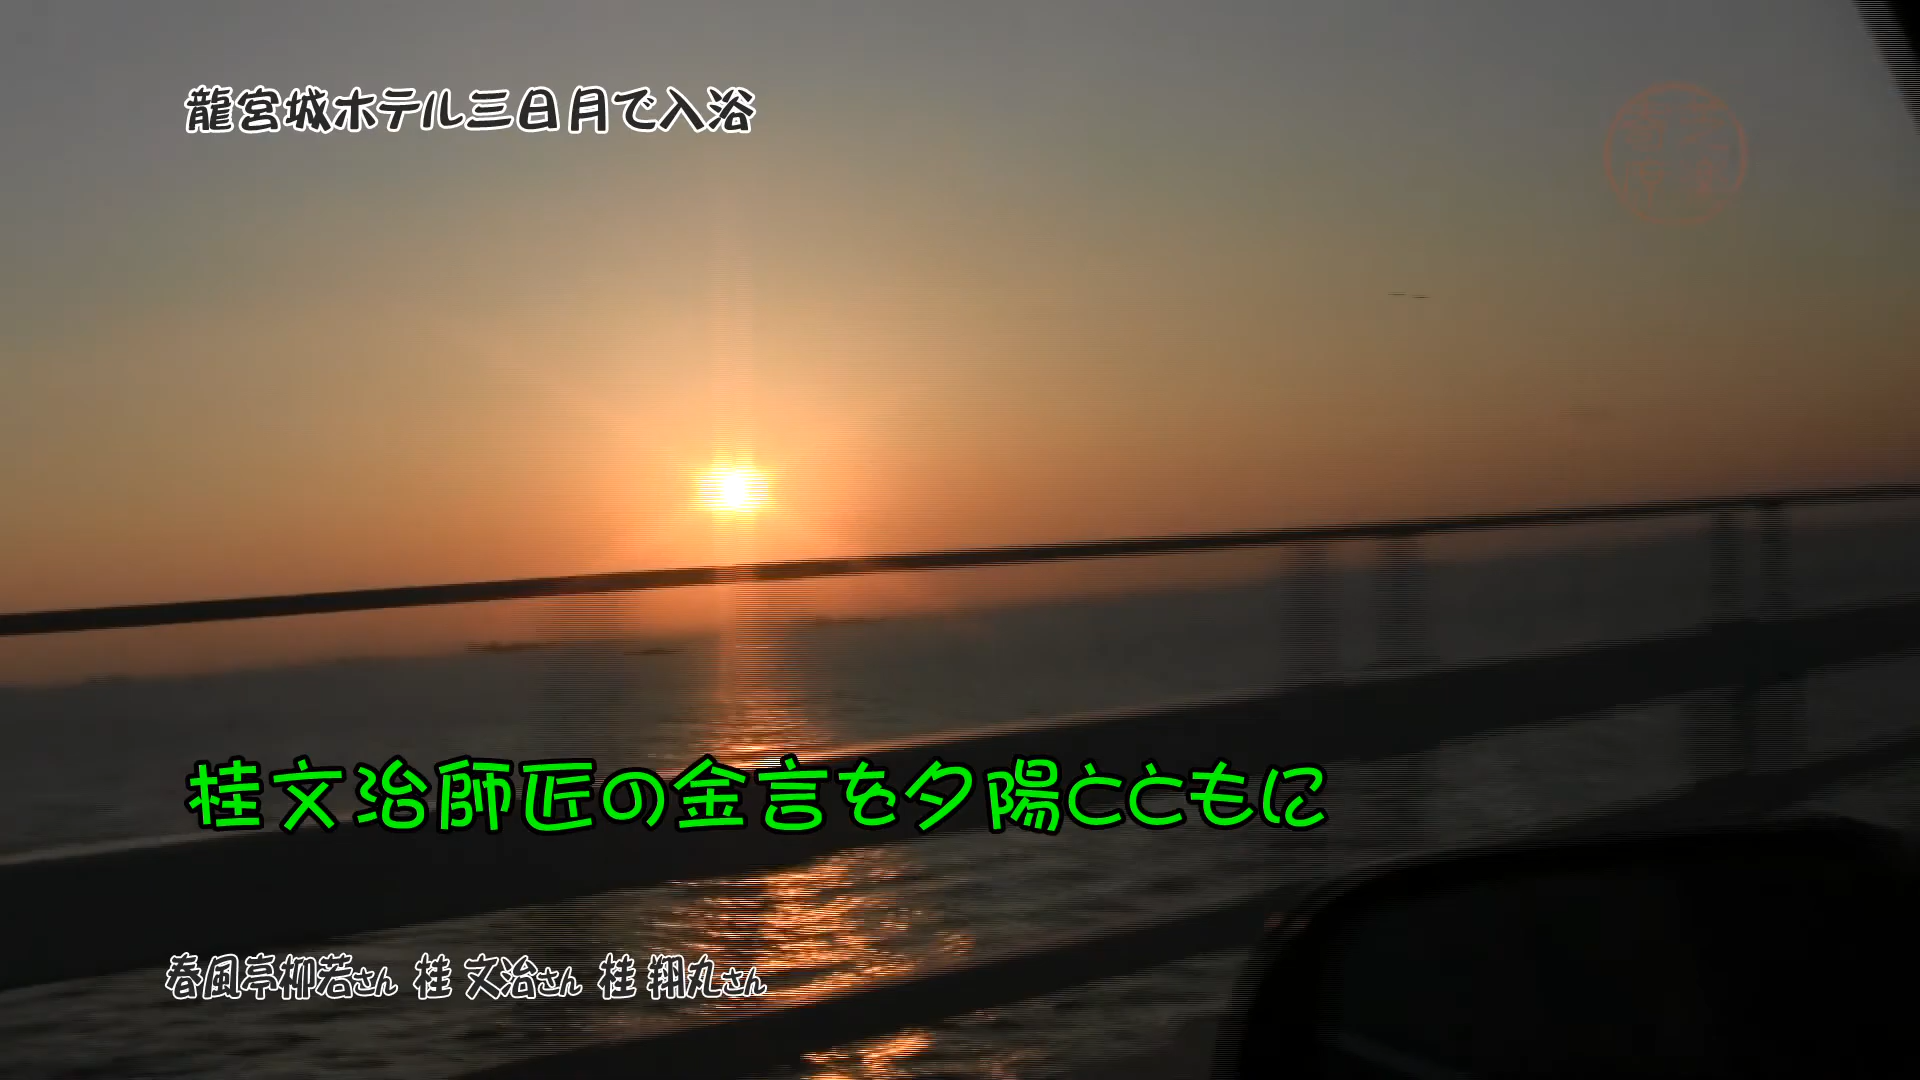 龍宮城ホテル三日月で入浴
桂文治師匠の金言を夕陽とともに
春風亭柳若さん 桂 文治さん 桂 翔丸さん